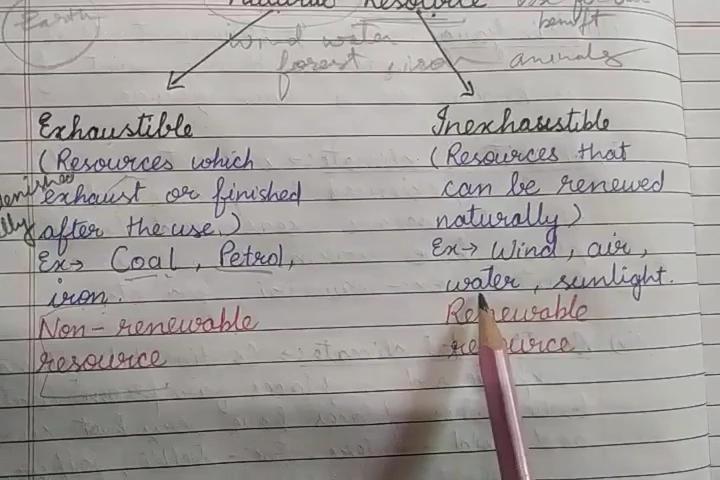 Natural Resource
Earth
benefit
Wind water
forest, iron animals
Exhaustible
(Resources which
exhaust or finished
after the use.)
Ex→ Coal, Petrol,
iron.
Non-renewable
resource
Inexhaustible
(Resources that
can be renewed
naturally)
Ex→ Wind, air,
water, sunlight.
Renewable
resource